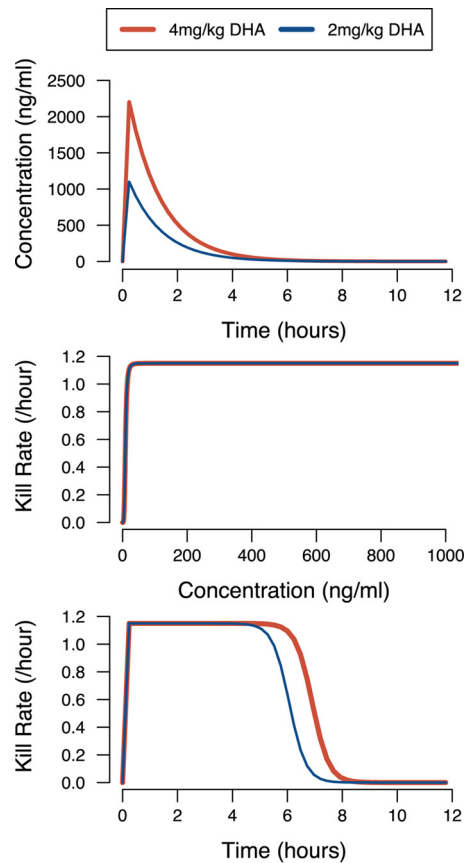 4mg/kg DHA 2mg/kg DHA
Concentration (ng/ml)
2500
2000
1500
1000
500
0
0 2 4 6 8 10 12
Time (hours)
Kill Rate (/hour)
1.2
1.0
0.8
0.6
0.4
0.2
0.0
0 200 400 600 800 1000
Concentration (ng/ml)
Kill Rate (/hour)
1.2
1.0
0.8
0.6
0.4
0.2
0.0
0 2 4 6 8 10 12
Time (hours)